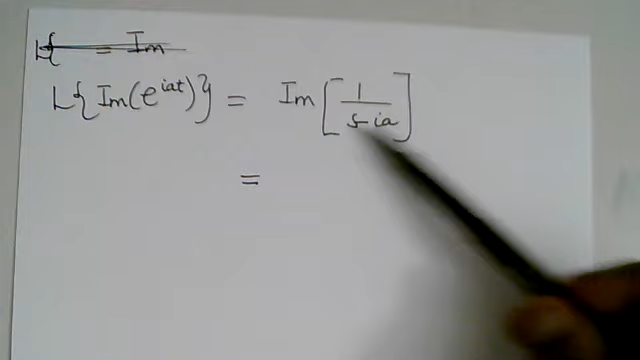 L{ = Im
L{Im(e^{iat})} = Im[1/(s-ia)]
=